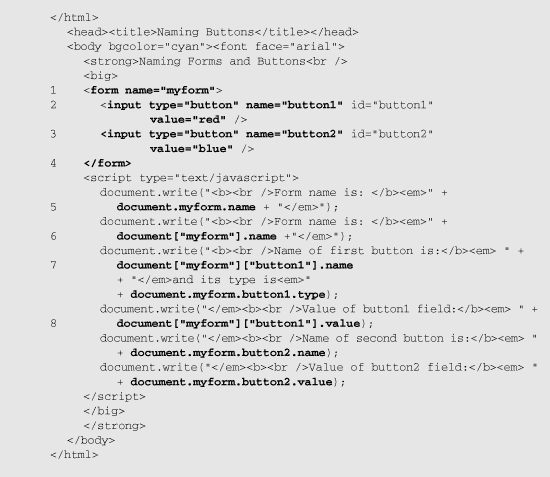 </html>
<head><title>Naming Buttons</title></head>
<body bgcolor="cyan"><font face="arial">
<strong>Naming Forms and Buttons<br />
<big>
1 <form name="myform">
2 <input type="button" name="button1" id="button1"
value="red" />
3 <input type="button" name="button2" id="button2"
value="blue" />
4 </form>
<script type="text/javascript">
document.write("<b><br />Form name is: </b><em>" +
5 document.myform.name + "</em>");
document.write("<b><br />Form name is: </b><em>" +
6 document["myform"].name +"</em>");
document.write("<b><br />Name of first button is:</b><em> " +
7 document["myform"]["button1"].name
+ "</em>and its type is<em>"
+ document.myform.button1.type);
document.write("</em><b><br />Value of button1 field:</b><em> " +
8 document["myform"]["button1"].value);
document.write("</em><b><br />Name of second button is:</b><em> "
+ document.myform.button2.name);
document.write("</em><b><br />Value of button2 field:</b><em> "
+ document.myform.button2.value);
</script>
</big>
</strong>
</body>
</html>